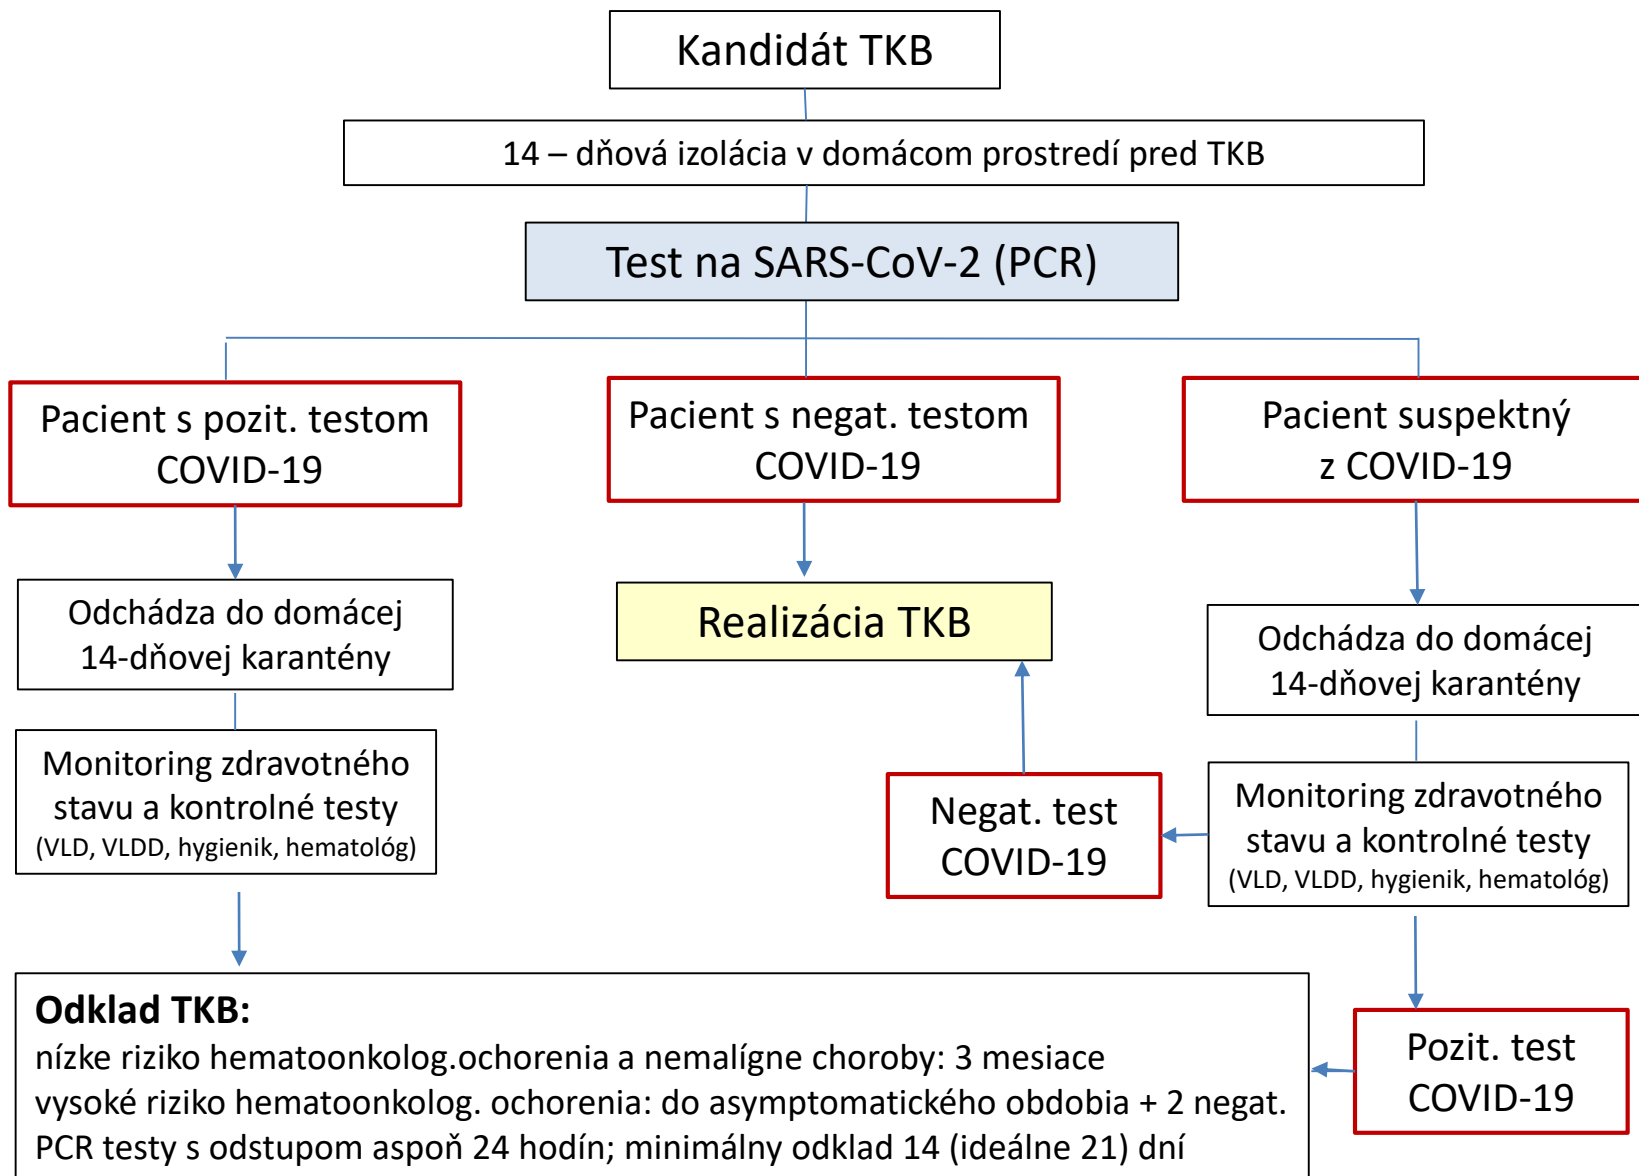 Kandidát TKB
14 – dňová izolácia v domácom prostredí pred TKB
Test na SARS-CoV-2 (PCR)
Pacient s pozit. testom
COVID-19
Pacient s negat. testom
COVID-19
Pacient suspektný
z COVID-19
Odchádza do domácej
14-dňovej karantény
Realizácia TKB
Odchádza do domácej
14-dňovej karantény
Monitoring zdravotného
stavu a kontrolné testy
(VLD, VLDD, hygienik, hematológ)
Negat. test
COVID-19
Monitoring zdravotného
stavu a kontrolné testy
(VLD, VLDD, hygienik, hematológ)
Odklad TKB:
nízke riziko hematoonkolog.ochorenia a nemalígne choroby: 3 mesiace
vysoké riziko hematoonkolog. ochorenia: do asymptomatického obdobia + 2 negat.
PCR testy s odstupom aspoň 24 hodín; minimálny odklad 14 (ideálne 21) dní
Pozit. test
COVID-19